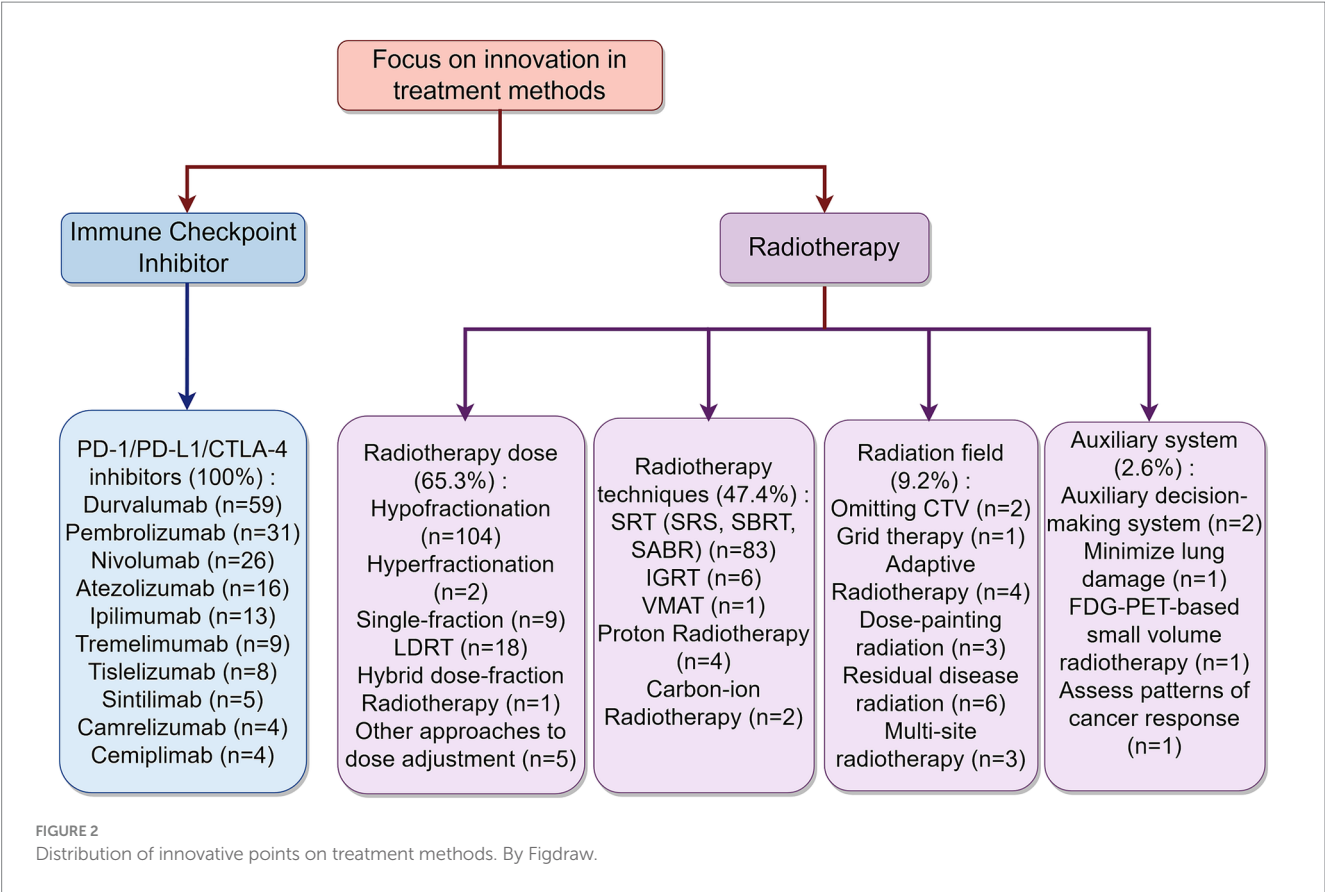 Focus on innovation in
treatment methods
Immune Checkpoint
Inhibitor
Radiotherapy
PD-1/PD-L1/CTLA-4
inhibitors (100%) :
Durvalumab (n=59)
Pembrolizumab (n=31)
Nivolumab (n=26)
Atezolizumab (n=16)
Ipilimumab (n=13)
Tremelimumab (n=9)
Tislelizumab (n=8)
Sintilimab (n=5)
Camrelizumab (n=4)
Cemiplimab (n=4)
Radiotherapy dose
(65.3%) :
Hypofractionation
(n=104)
Hyperfractionation
(n=2)
Single-fraction (n=9)
LDRT (n=18)
Hybrid dose-fraction
Radiotherapy (n=1)
Other approaches to
dose adjustment (n=5)
Radiotherapy
techniques (47.4%) :
SRT (SRS, SBRT,
SABR) (n=83)
IGRT (n=6)
VMAT (n=1)
Proton Radiotherapy
(n=4)
Carbon-ion
Radiotherapy (n=2)
Radiation field
(9.2%) :
Omitting CTV (n=2)
Grid therapy (n=1)
Adaptive
Radiotherapy (n=4)
Dose-painting
radiation (n=3)
Residual disease
radiation (n=6)
Multi-site
radiotherapy (n=3)
Auxiliary system
(2.6%) :
Auxiliary decision-
making system (n=2)
Minimize lung
damage (n=1)
FDG-PET-based
small volume
radiotherapy (n=1)
Assess patterns of
cancer response
(n=1)
FIGURE 2
Distribution of innovative points on treatment methods. By Figdraw.